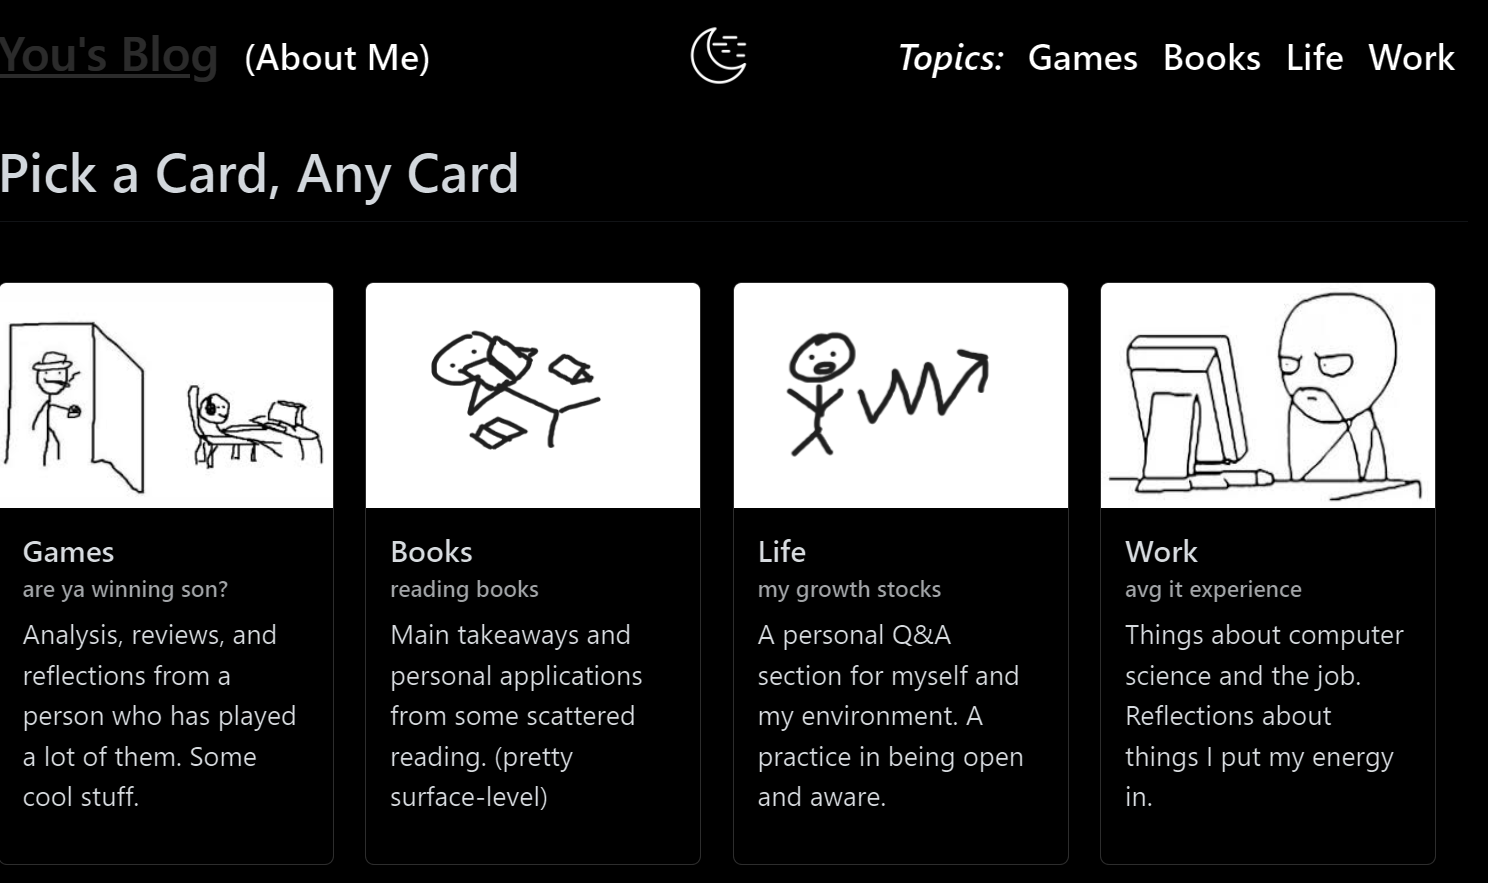 You's Blog (About Me) Topics: Games Books Life Work
Pick a Card, Any Card
Games
are ya winning son?
Analysis, reviews, and
reflections from a
person who has played
a lot of them. Some
cool stuff.
Books
reading books
Main takeaways and
personal applications
from some scattered
reading. (pretty
surface-level)
Life
my growth stocks
A personal Q&A
section for myself and
my environment. A
practice in being open
and aware.
Work
avg it experience
Things about computer
science and the job.
Reflections about
things I put my energy
in.